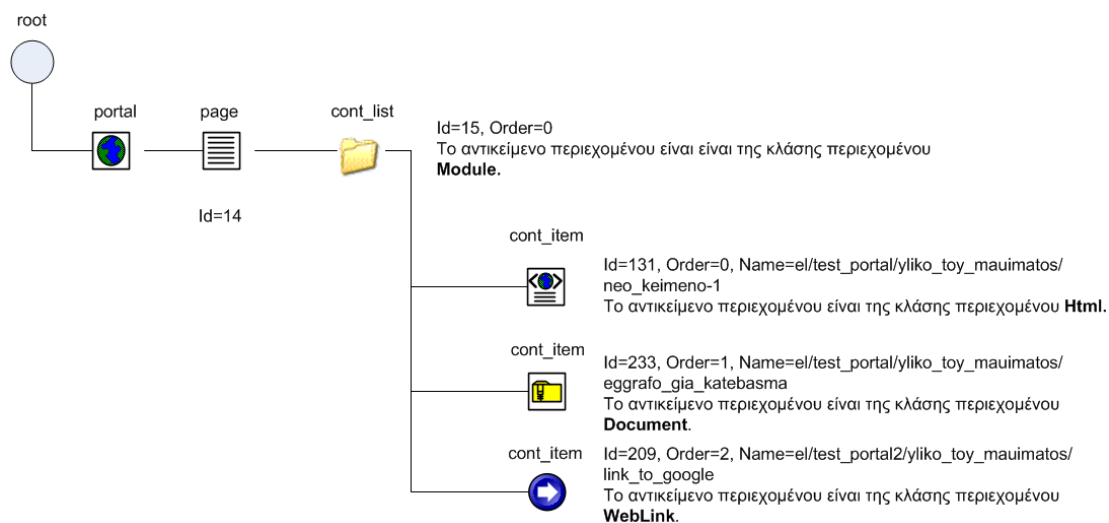 root
portal
page
cont_list
Id=15, Order=0
Το αντικείμενο περιεχομένου είναι είναι της κλάσης περιεχομένου
Module.
Id=14
cont_item
Id=131, Order=0, Name=el/test_portal/yliko_toy_mauimatos/
neo_keimeno-1
Το αντικείμενο περιεχομένου είναι της κλάσης περιεχομένου Html.
cont_item
Id=233, Order=1, Name=el/test_portal/yliko_toy_mauimatos/
eggrafo_gia_katebasma
Το αντικείμενο περιεχομένου είναι της κλάσης περιεχομένου
Document.
cont_item
Id=209, Order=2, Name=el/test_portal2/yliko_toy_mauimatos/
link_to_google
Το αντικείμενο περιεχομένου είναι της κλάσης περιεχομένου
WebLink.